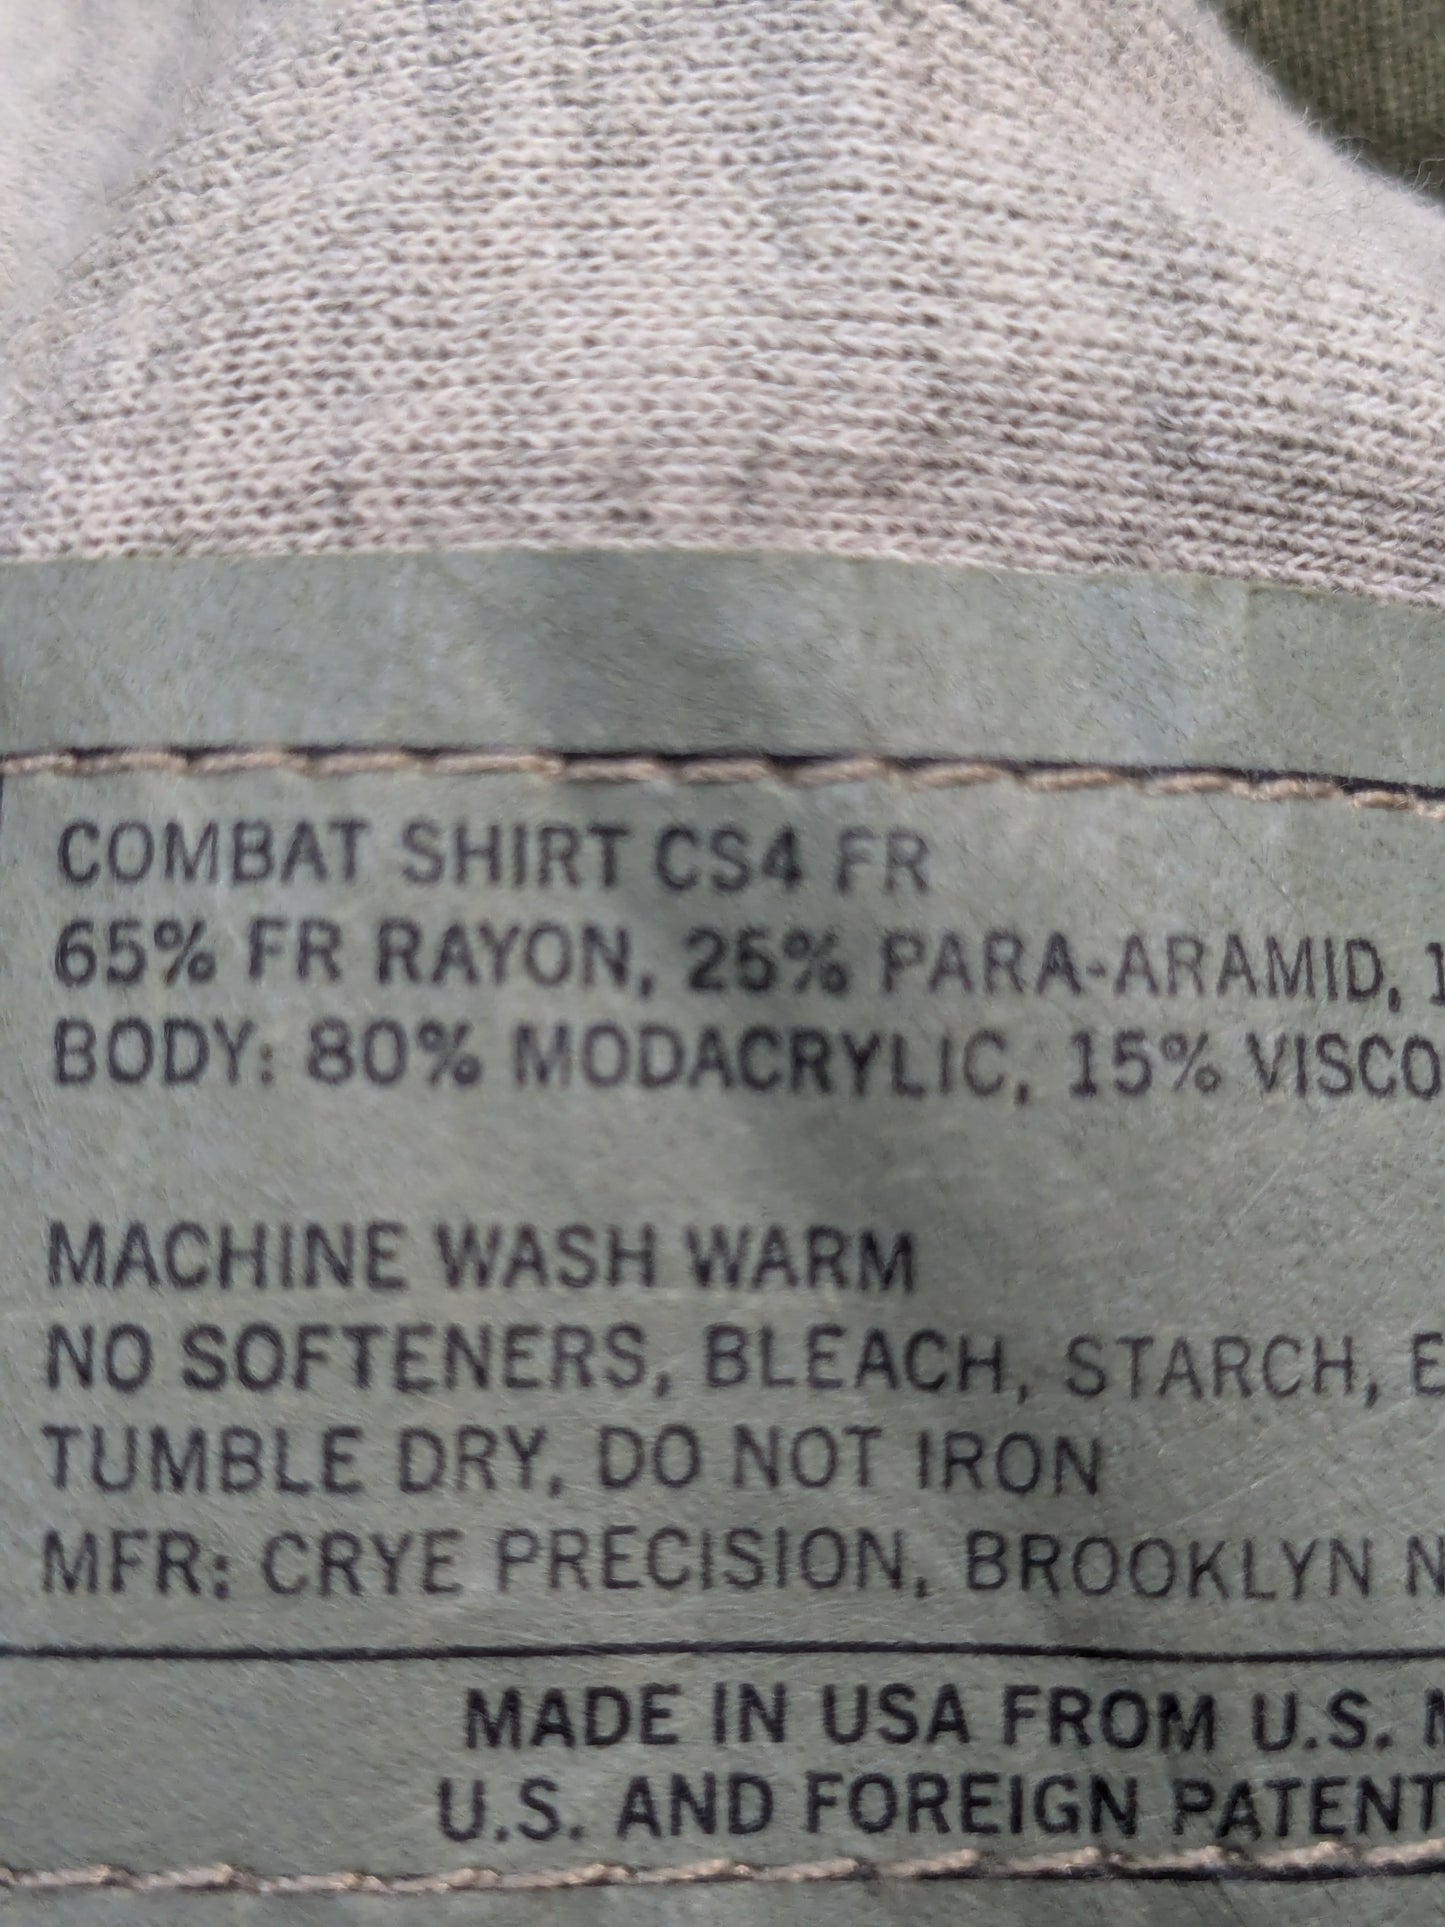 COMBAT SHIRT CS4 FR
65% FR RAYON, 25% PARA-ARAMID, 1
BODY: 80% MODACRYLIC, 15% VISCO
MACHINE WASH WARM
NO SOFTENERS, BLEACH, STARCH, E
TUMBLE DRY, DO NOT IRON
MFR: CRYE PRECISION, BROOKLYN N
MADE IN USA FROM U.S. M
U.S. AND FOREIGN PATENT